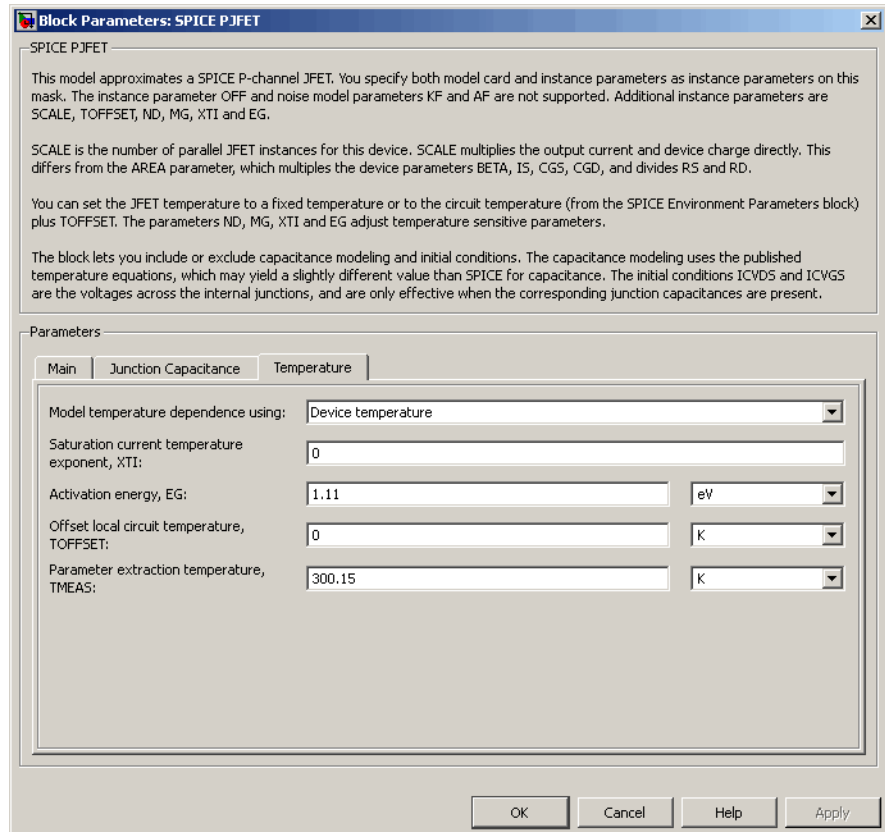 Block Parameters: SPICE PJFET
SPICE PJFET
This model approximates a SPICE P-channel JFET. You specify both model card and instance parameters as instance parameters on this
mask. The instance parameter OFF and noise model parameters KF and AF are not supported. Additional instance parameters are
SCALE, TOFFSET, ND, MG, XTI and EG.
SCALE is the number of parallel JFET instances for this device. SCALE multiplies the output current and device charge directly. This
differs from the AREA parameter, which multiples the device parameters BETA, IS, CGS, CGD, and divides RS and RD.
You can set the JFET temperature to a fixed temperature or to the circuit temperature (from the SPICE Environment Parameters block)
plus TOFFSET. The parameters ND, MG, XTI and EG adjust temperature sensitive parameters.
The block lets you include or exclude capacitance modeling and initial conditions. The capacitance modeling uses the published
temperature equations, which may yield a slightly different value than SPICE for capacitance. The initial conditions ICVDS and ICVGS
are the voltages across the internal junctions, and are only effective when the corresponding junction capacitances are present.
Parameters
Main Junction Capacitance Temperature
Model temperature dependence using: Device temperature
Saturation current temperature
exponent, XTI: 0
Activation energy, EG: 1.11 eV
Offset local circuit temperature,
TOFFSET: 0 K
Parameter extraction temperature,
TMEAS: 300.15 K
OK Cancel Help Apply